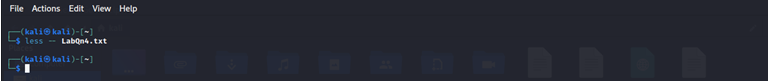 File Actions Edit View Help
┌──(kali㉿kali)-[~]
└─$ less -- LabQn4.txt
┌──(kali㉿kali)-[~]
└─$